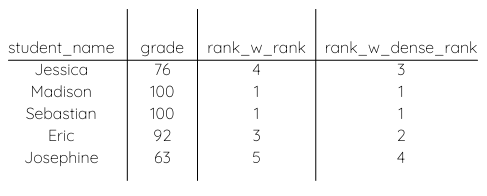 student_name grade rank_w_rank rank_w_dense_rank
Jessica 76 4 3
Madison 100 1 1
Sebastian 100 1 1
Eric 92 3 2
Josephine 63 5 4